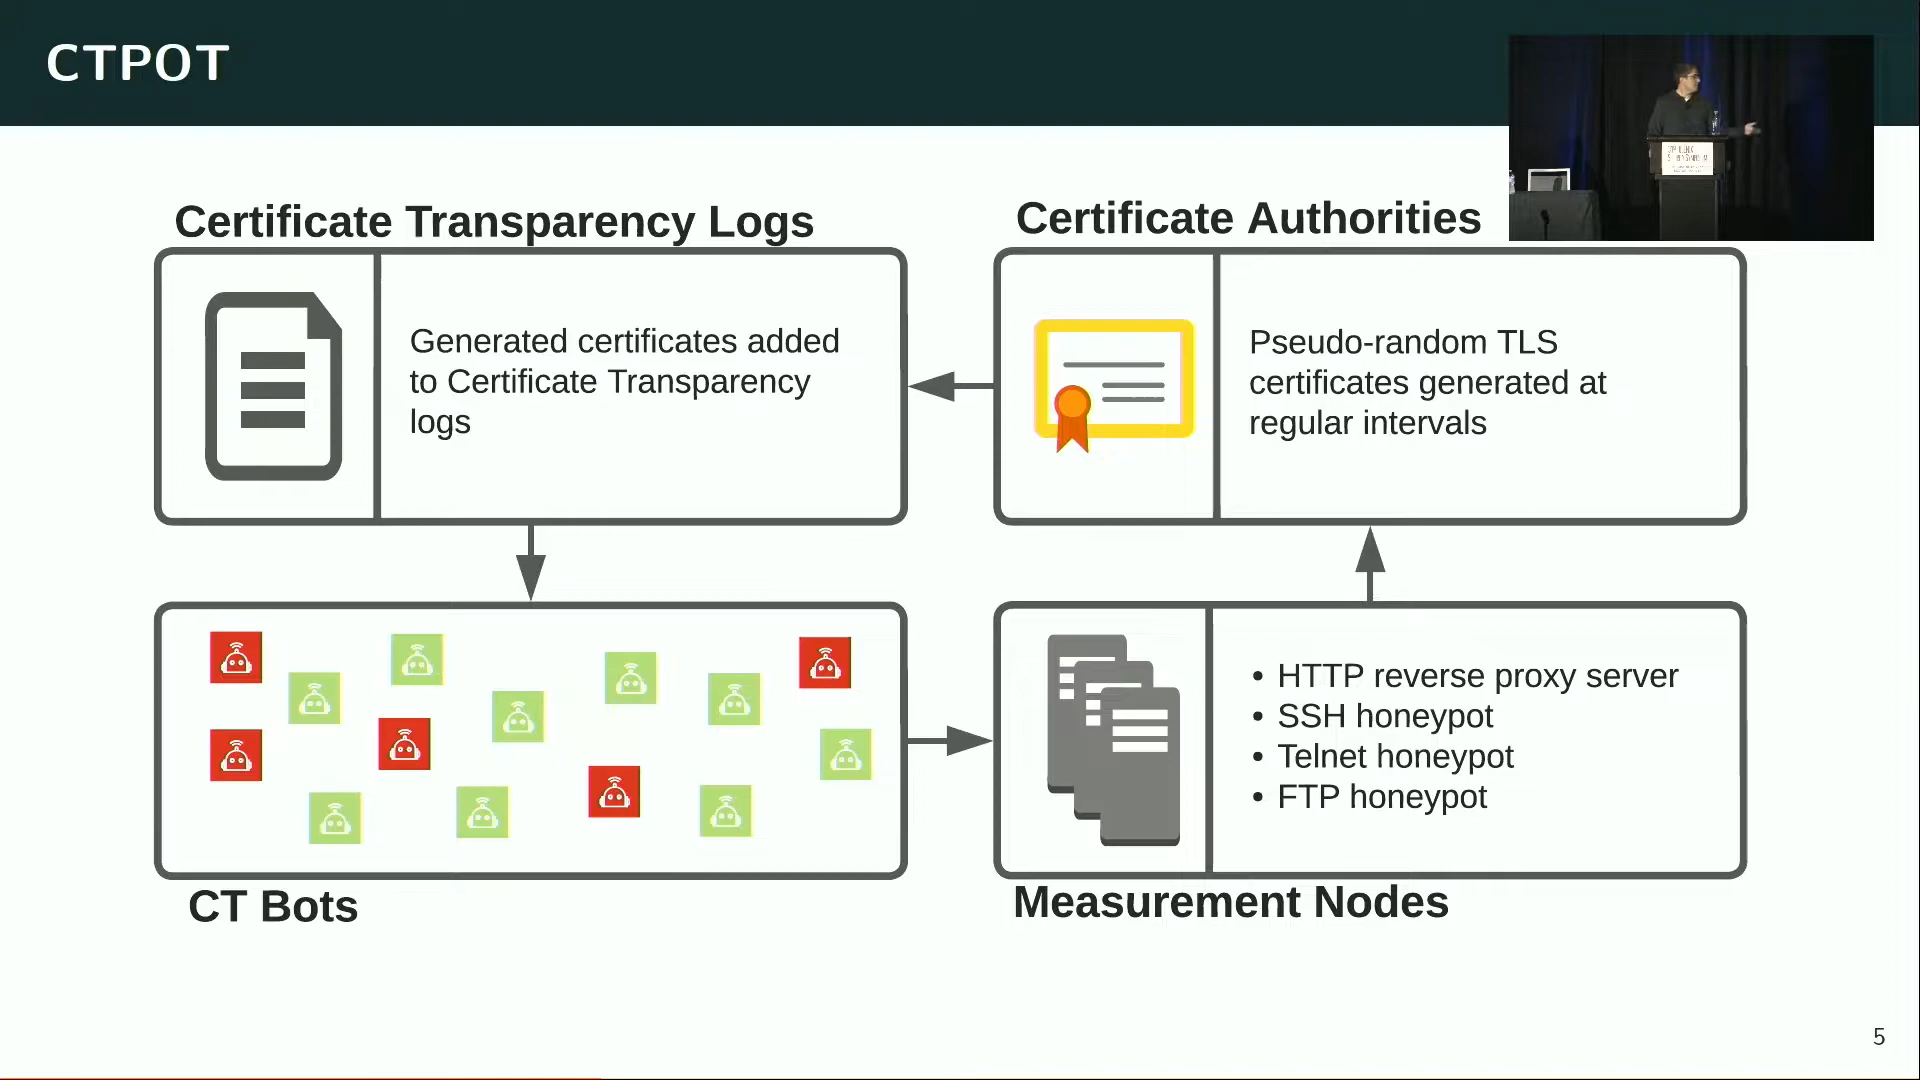 CTPOT
Certificate Transparency Logs
Generated certificates added
to Certificate Transparency
logs
Certificate Authorities
Pseudo-random TLS
certificates generated at
regular intervals
CT Bots
• HTTP reverse proxy server
• SSH honeypot
• Telnet honeypot
• FTP honeypot
Measurement Nodes
5